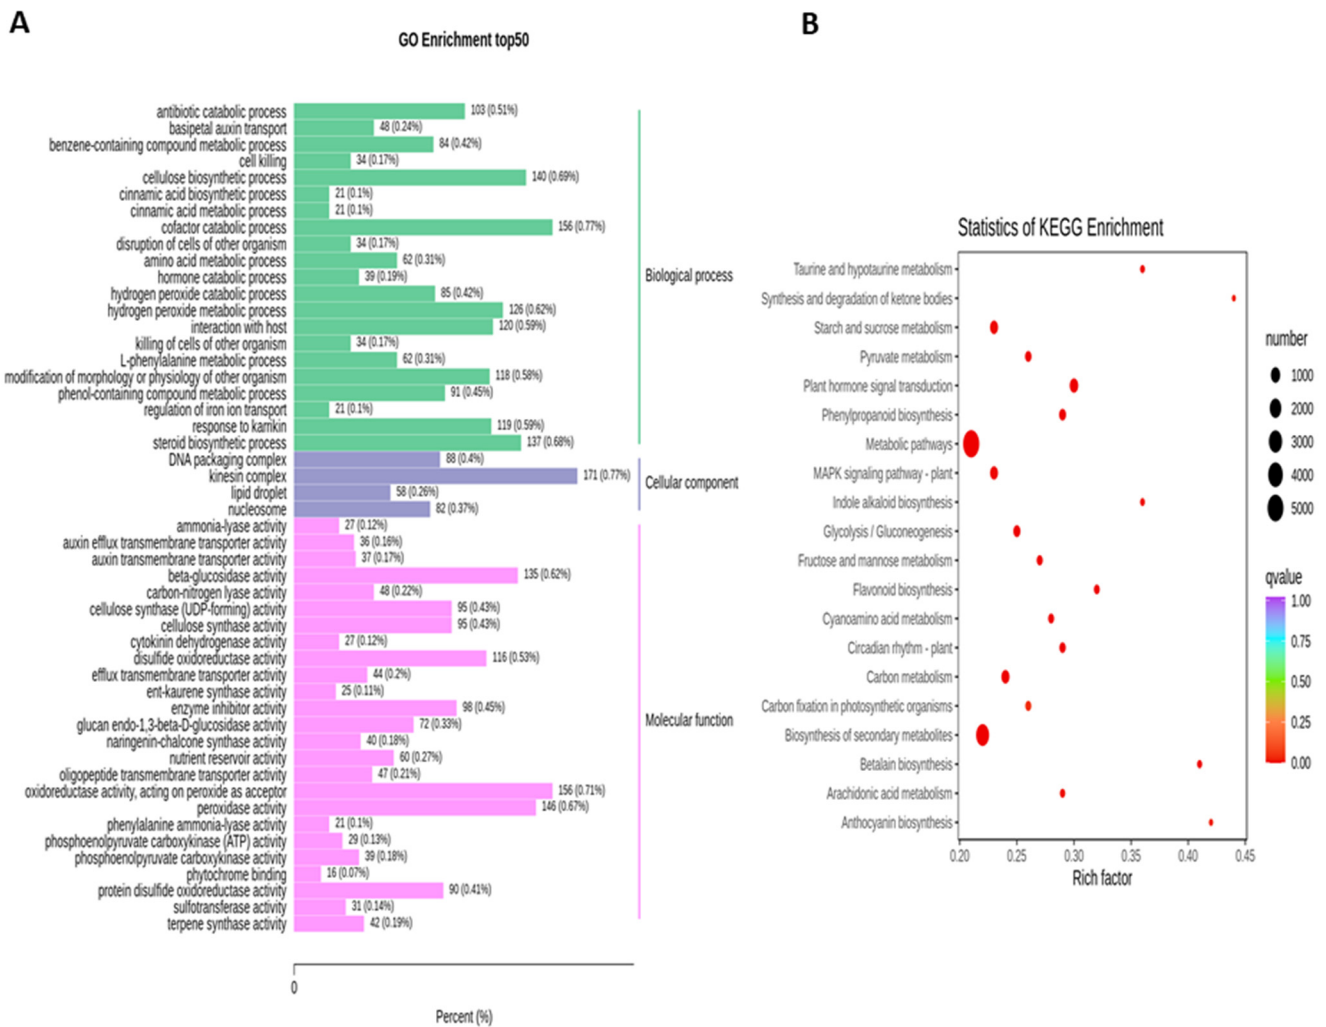 A
GO Enrichment top50
antibiotic catabolic process 103 (0.51%)
basipetal auxin transport 48 (0.24%)
benzene-containing compound metabolic process 84 (0.42%)
cell killing 34 (0.17%)
cellulose biosynthetic process 140 (0.69%)
cinnamic acid biosynthetic process 21 (0.1%)
cinnamic acid metabolic process 21 (0.1%)
cofactor catabolic process 156 (0.77%)
disruption of cells of other organism 34 (0.17%)
amino acid metabolic process 62 (0.31%)
hormone catabolic process 39 (0.19%)
hydrogen peroxide catabolic process 85 (0.42%)
hydrogen peroxide metabolic process 126 (0.62%)
interaction with host 120 (0.59%)
killing of cells of other organism 34 (0.17%)
L-phenylalanine metabolic process 62 (0.31%)
modification of morphology or physiology of other organism 118 (0.58%)
phenol-containing compound metabolic process 91 (0.45%)
regulation of iron ion transport 21 (0.1%)
response to karrikin 119 (0.59%)
steroid biosynthetic process 137 (0.68%)
Biological process
DNA packaging complex 88 (0.4%)
kinesin complex 171 (0.77%)
lipid droplet 58 (0.26%)
nucleosome 82 (0.37%)
Cellular component
ammonia-lyase activity 27 (0.12%)
auxin efflux transmembrane transporter activity 36 (0.16%)
auxin transmembrane transporter activity 37 (0.17%)
beta-glucosidase activity 135 (0.62%)
carbon-nitrogen lyase activity 48 (0.22%)
cellulose synthase (UDP-forming) activity 95 (0.43%)
cellulose synthase activity 95 (0.43%)
cytokinin dehydrogenase activity 27 (0.12%)
disulfide oxidoreductase activity 116 (0.53%)
efflux transmembrane transporter activity 44 (0.2%)
ent-kaurene synthase activity 25 (0.11%)
enzyme inhibitor activity 98 (0.45%)
glucan endo-1,3-beta-D-glucosidase activity 72 (0.33%)
naringenin-chalcone synthase activity 40 (0.18%)
nutrient reservoir activity 60 (0.27%)
oligopeptide transmembrane transporter activity 47 (0.21%)
oxidoreductase activity, acting on peroxide as acceptor 156 (0.71%)
peroxidase activity 146 (0.67%)
phenylalanine ammonia-lyase activity 21 (0.1%)
phosphoenolpyruvate carboxykinase (ATP) activity 29 (0.13%)
phosphoenolpyruvate carboxykinase activity 39 (0.18%)
phytochrome binding 16 (0.07%)
protein disulfide oxidoreductase activity 90 (0.41%)
sulfotransferase activity 31 (0.14%)
terpene synthase activity 42 (0.19%)
Molecular function
0
Percent (%)
B
Statistics of KEGG Enrichment
Taurine and hypotaurine metabolism
Synthesis and degradation of ketone bodies
Starch and sucrose metabolism
Pyruvate metabolism
Plant hormone signal transduction
Phenylpropanoid biosynthesis
Metabolic pathways
MAPK signaling pathway - plant
Indole alkaloid biosynthesis
Glycolysis / Gluconeogenesis
Fructose and mannose metabolism
Flavonoid biosynthesis
Cyanoamino acid metabolism
Circadian rhythm - plant
Carbon metabolism
Carbon fixation in photosynthetic organisms
Biosynthesis of secondary metabolites
Betalain biosynthesis
Arachidonic acid metabolism
Anthocyanin biosynthesis
0.20 0.25 0.30 0.35 0.40 0.45
Rich factor
number
1000
2000
3000
4000
5000
qvalue
1.00
0.75
0.50
0.25
0.00